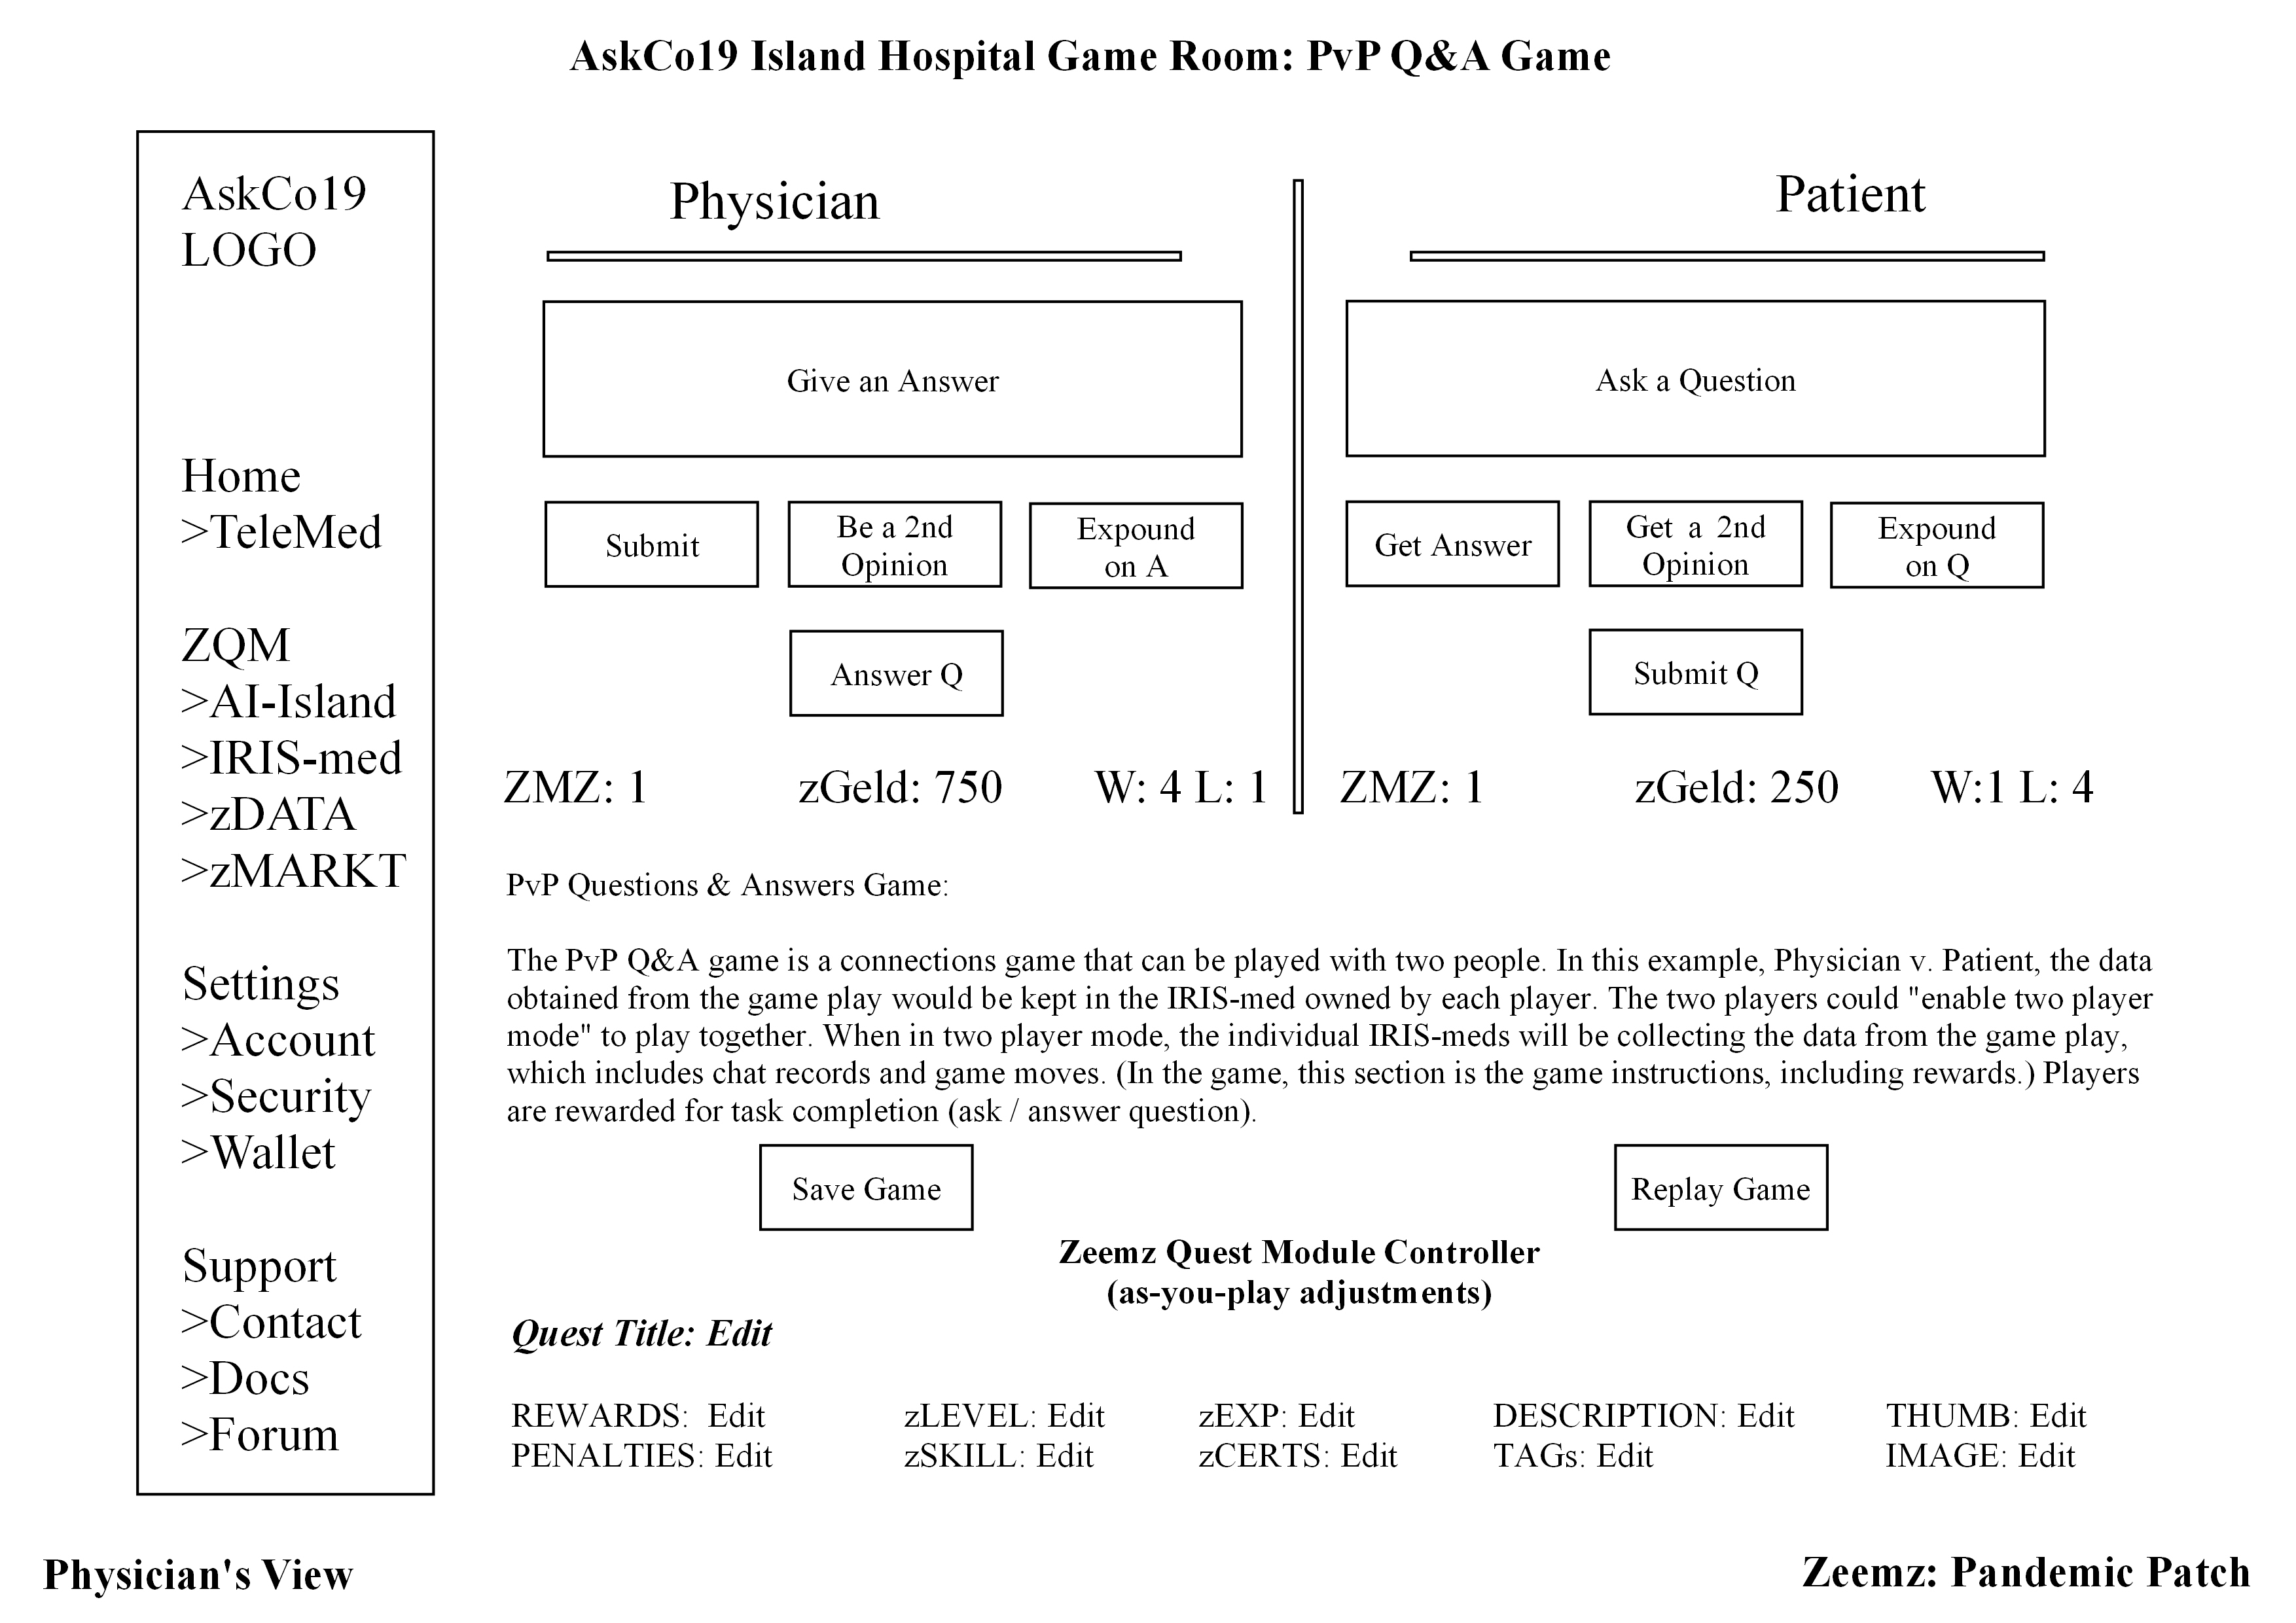 AskCo19 Island Hospital Game Room: PvP Q&A Game
AskCo19
LOGO
Home
>TeleMed
ZQM
>AI-Island
>IRIS-med
>zDATA
>zMARKT
Settings
>Account
>Security
>Wallet
Support
>Contact
>Docs
>Forum
Physician
Give an Answer
Submit
Be a 2nd
Opinion
Expound
on A
Answer Q
ZMZ: 1 zGeld: 750 W: 4 L: 1
Patient
Ask a Question
Get Answer
Get a 2nd
Opinion
Expound
on Q
Submit Q
ZMZ: 1 zGeld: 250 W:1 L: 4
PvP Questions & Answers Game:
The PvP Q&A game is a connections game that can be played with two people. In this example, Physician v. Patient, the data
obtained from the game play would be kept in the IRIS-med owned by each player. The two players could "enable two player
mode" to play together. When in two player mode, the individual IRIS-meds will be collecting the data from the game play,
which includes chat records and game moves. (In the game, this section is the game instructions, including rewards.) Players
are rewarded for task completion (ask / answer question).
Save Game
Replay Game
Zeemz Quest Module Controller
(as-you-play adjustments)
Quest Title: Edit
REWARDS: Edit zLEVEL: Edit zEXP: Edit DESCRIPTION: Edit THUMB: Edit
PENALTIES: Edit zSKILL: Edit zCERTS: Edit TAGs: Edit IMAGE: Edit
Physician's View
Zeemz: Pandemic Patch